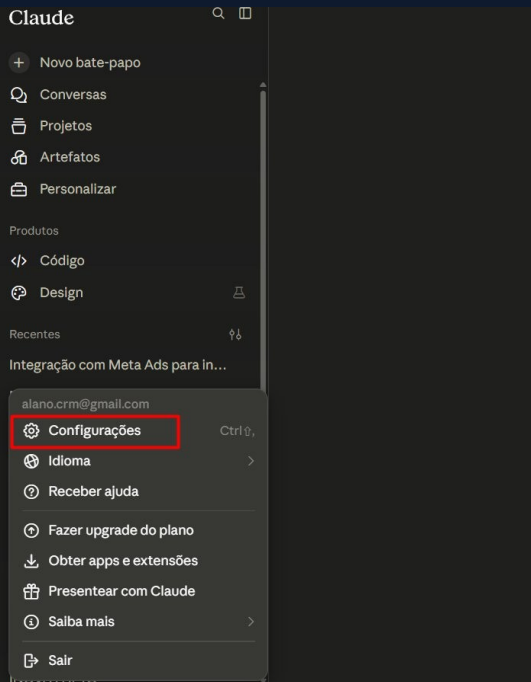 Claude
Novo bate-papo
Conversas
Projetos
Artefatos
Personalizar
Produtos
Código
Design
Recentes
Integração com Meta Ads para in...
alano.crm@gmail.com
Configurações Ctrl⇧,
Idioma
Receber ajuda
Fazer upgrade do plano
Obter apps e extensões
Presentear com Claude
Saiba mais
Sair